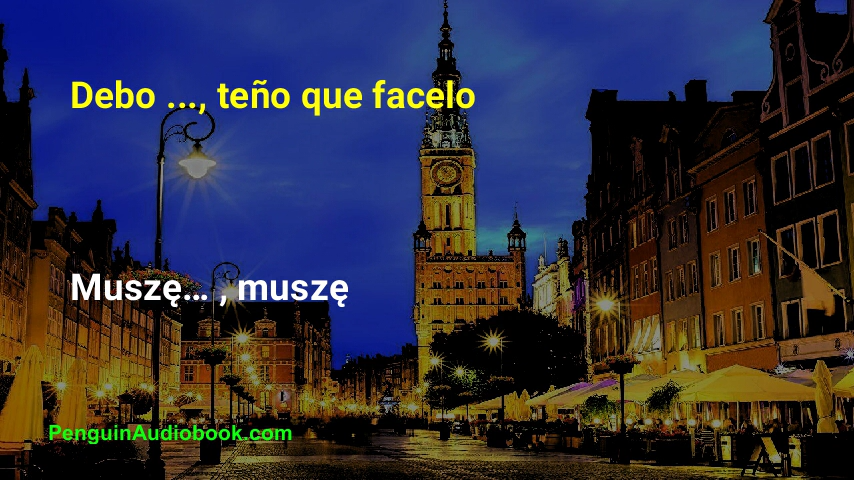 Debo ..., teño que facelo
Muszę... , muszę
PenguinAudiobook.com